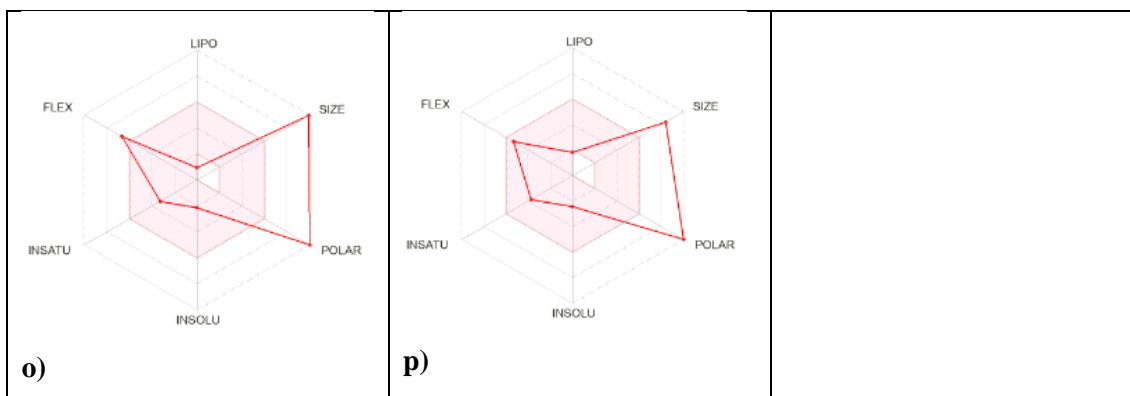 LIPO
FLEX
SIZE
INSATU
POLAR
INSOLU
o)
LIPO
FLEX
SIZE
INSATU
POLAR
INSOLU
p)